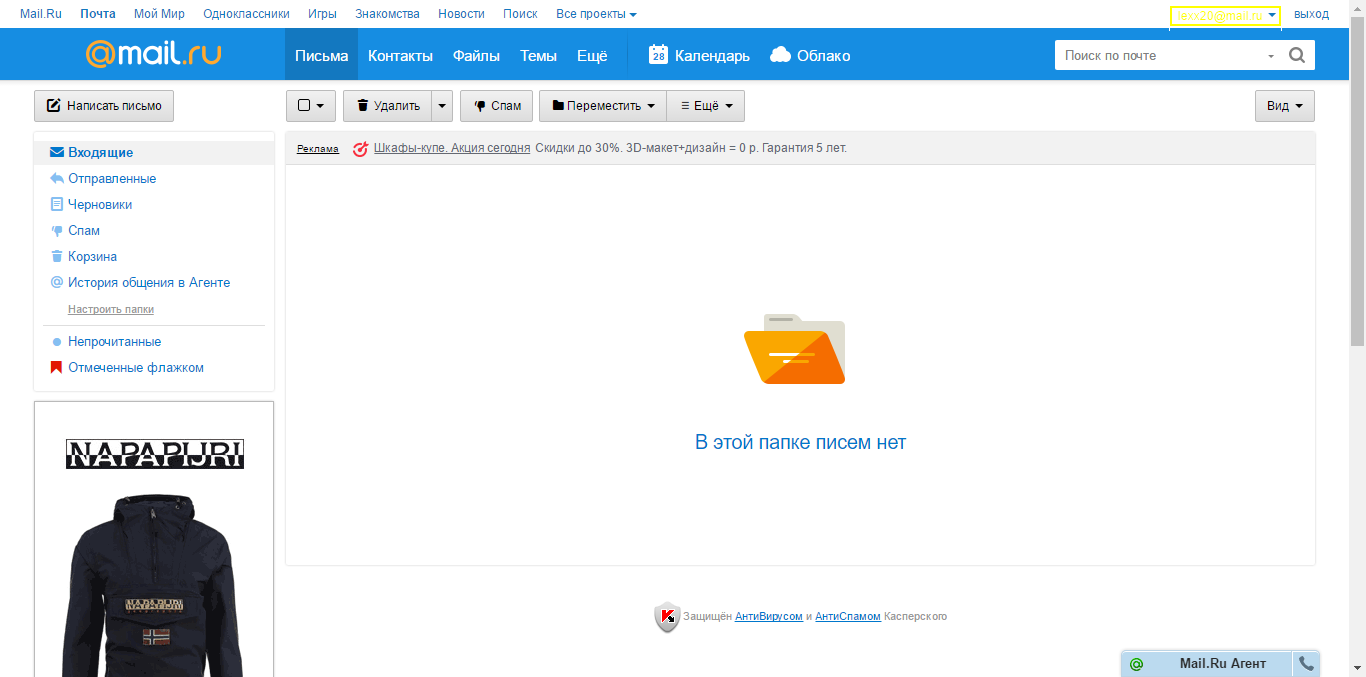 Mail.Ru Почта Мой Мир Одноклассники Игры Знакомства Новости Поиск Все проекты выход
@mail.ru Письма Контакты Файлы Темы Ещё 28 Календарь Облако Поиск по почте
Написать письмо Удалить Спам Переместить Ещё Вид
Входящие
Отправленные
Черновики
Спам
Корзина
История общения в Агенте
Настроить папки
Непрочитанные
Отмеченные флажком
Реклама Шкафы-купе. Акция сегодня Скидки до 30%. 3D-макет+дизайн = 0 р. Гарантия 5 лет.
В этой папке писем нет
NAPAPIJRI
NAPAPIJRI
Защищён АнтиВирусом и АнтиСпамом Касперского
@ Mail.Ru Агент